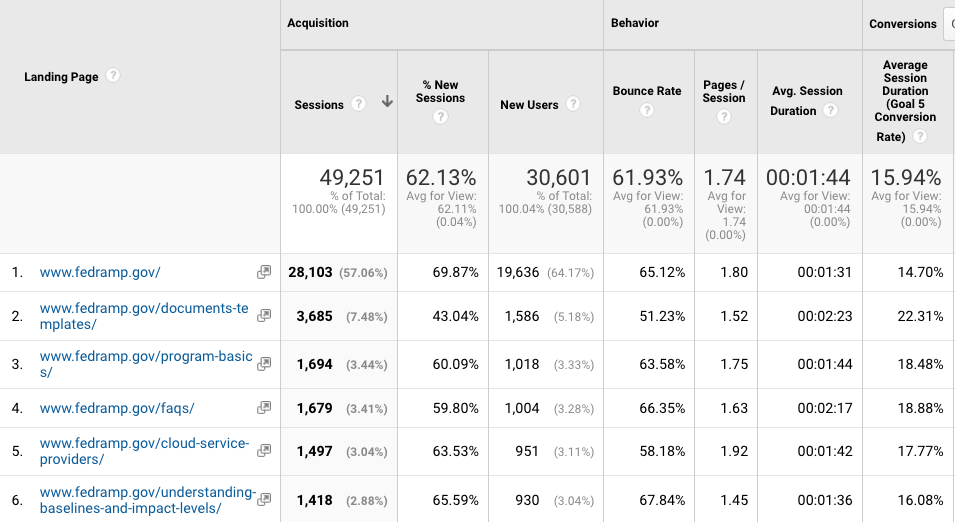 Acquisition Behavior Conversions
Landing Page ?
Sessions ? % New Sessions ? New Users ? Bounce Rate ? Pages / Session ? Avg. Session Duration ? Average Session Duration (Goal 5 Conversion Rate) ?
49,251 62.13% 30,601 61.93% 1.74 00:01:44 15.94%
% of Total: 100.00% (49,251) Avg for View: 62.11% (0.04%) % of Total: 100.04% (30,588) Avg for View: 61.93% (0.00%) Avg for View: 1.74 (0.00%) Avg for View: 00:01:44 (0.00%) Avg for View: 15.94% (0.00%)
1. www.fedramp.gov/ 28,103 (57.06%) 69.87% 19,636 (64.17%) 65.12% 1.80 00:01:31 14.70%
2. www.fedramp.gov/documents-te
mplates/ 3,685 (7.48%) 43.04% 1,586 (5.18%) 51.23% 1.52 00:02:23 22.31%
3. www.fedramp.gov/program-basic
s/ 1,694 (3.44%) 60.09% 1,018 (3.33%) 63.58% 1.75 00:01:44 18.48%
4. www.fedramp.gov/faqs/ 1,679 (3.41%) 59.80% 1,004 (3.28%) 66.35% 1.63 00:02:17 18.88%
5. www.fedramp.gov/cloud-service-
providers/ 1,497 (3.04%) 63.53% 951 (3.11%) 58.18% 1.92 00:01:42 17.77%
6. www.fedramp.gov/understanding-
baselines-and-impact-levels/ 1,418 (2.88%) 65.59% 930 (3.04%) 67.84% 1.45 00:01:36 16.08%